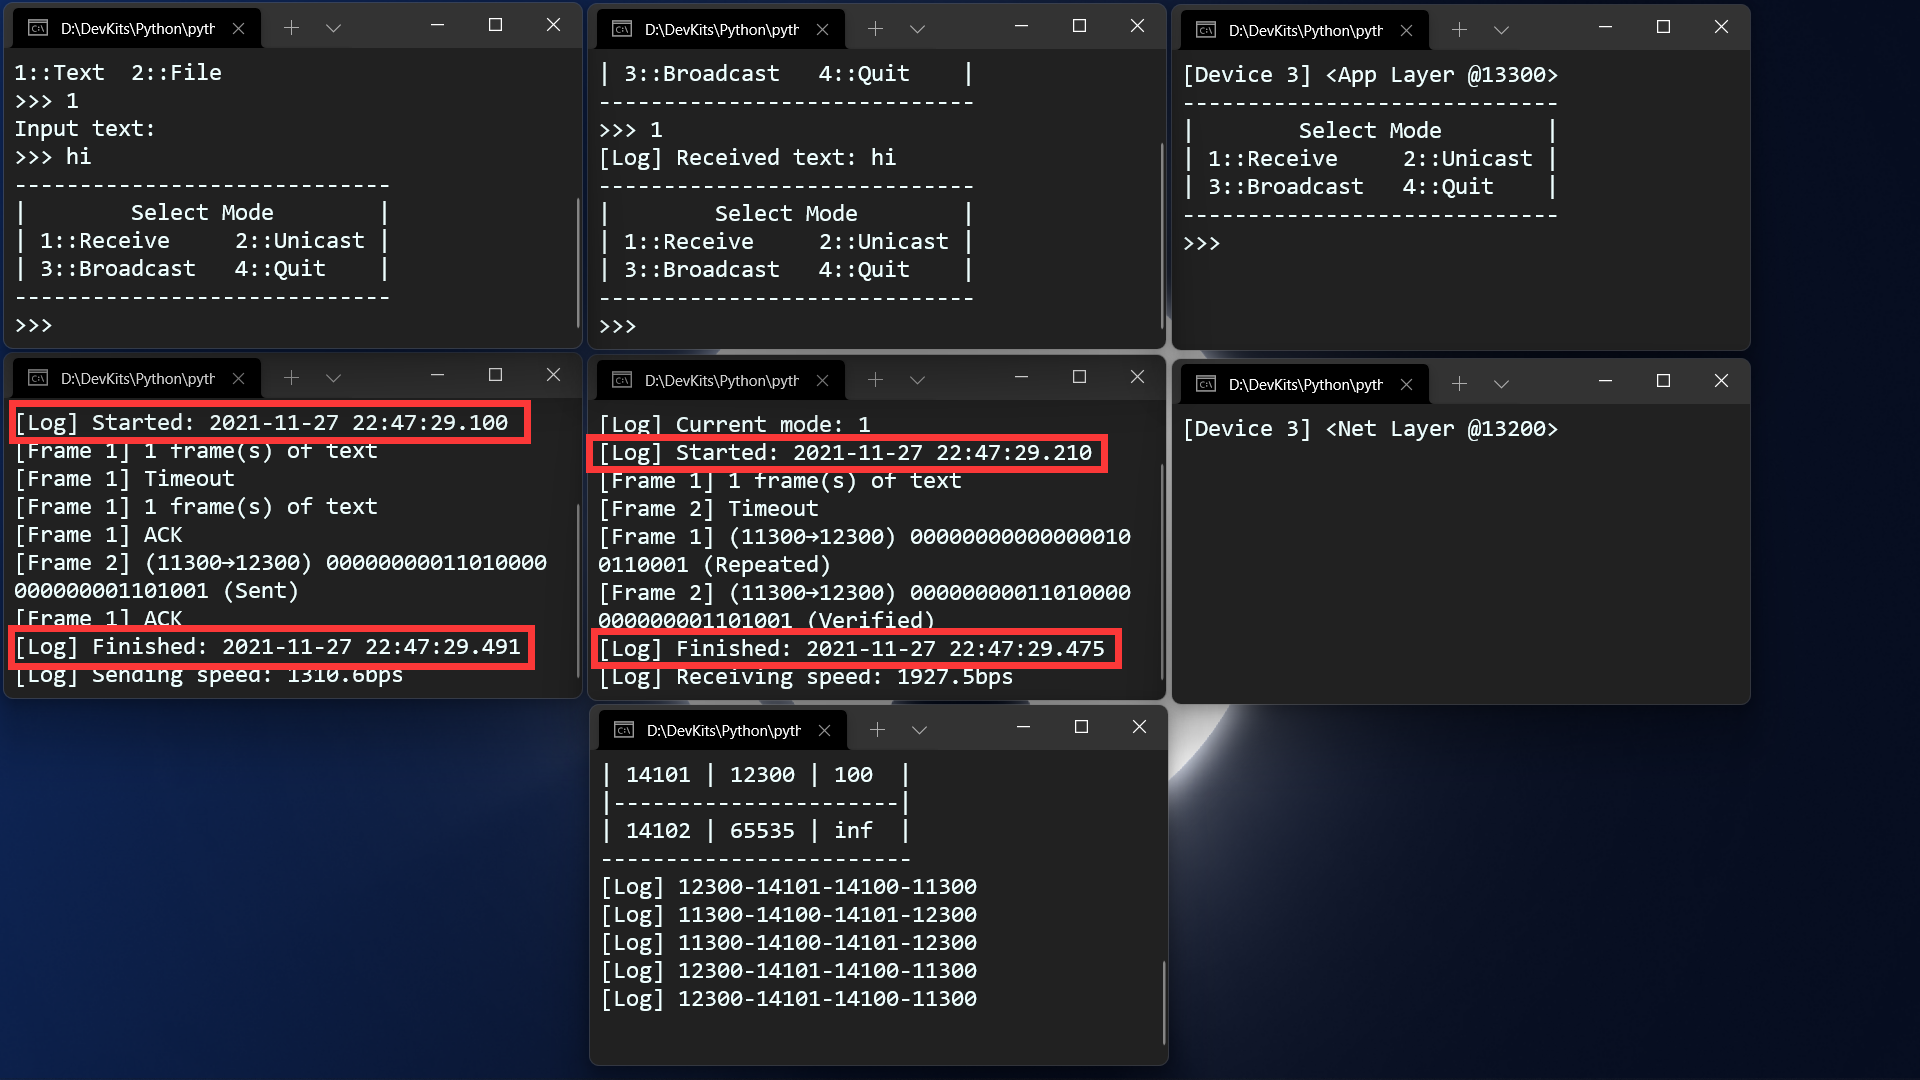 D:\DevKits\Python\pyth
1::Text  2::File
>>> 1
Input text:
>>> hi
-----------------------------
|        Select Mode        |
| 1::Receive     2::Unicast |
| 3::Broadcast   4::Quit    |
-----------------------------
>>>
D:\DevKits\Python\pyth
| 3::Broadcast   4::Quit    |
-----------------------------
>>> 1
[Log] Received text: hi
-----------------------------
|        Select Mode        |
| 1::Receive     2::Unicast |
| 3::Broadcast   4::Quit    |
-----------------------------
>>>
D:\DevKits\Python\pyth
[Device 3] <App Layer @13300>
-----------------------------
|        Select Mode        |
| 1::Receive     2::Unicast |
| 3::Broadcast   4::Quit    |
-----------------------------
>>>
D:\DevKits\Python\pyth
[Log] Started: 2021-11-27 22:47:29.100
[Frame 1] 1 frame(s) of text
[Frame 1] Timeout
[Frame 1] 1 frame(s) of text
[Frame 1] ACK
[Frame 2] (11300→12300) 00000000011010000
000000001101001 (Sent)
[Frame 1] ACK
[Log] Finished: 2021-11-27 22:47:29.491
[Log] Sending speed: 1310.6bps
D:\DevKits\Python\pyth
[Log] Current mode: 1
[Log] Started: 2021-11-27 22:47:29.210
[Frame 1] 1 frame(s) of text
[Frame 2] Timeout
[Frame 1] (11300→12300) 00000000000000010
0110001 (Repeated)
[Frame 2] (11300→12300) 00000000011010000
000000001101001 (Verified)
[Log] Finished: 2021-11-27 22:47:29.475
[Log] Receiving speed: 1927.5bps
D:\DevKits\Python\pyth
[Device 3] <Net Layer @13200>
D:\DevKits\Python\pyth
| 14101 | 12300 | 100  |
|----------------------|
| 14102 | 65535 | inf  |
------------------------
[Log] 12300-14101-14100-11300
[Log] 11300-14100-14101-12300
[Log] 11300-14100-14101-12300
[Log] 12300-14101-14100-11300
[Log] 12300-14101-14100-11300